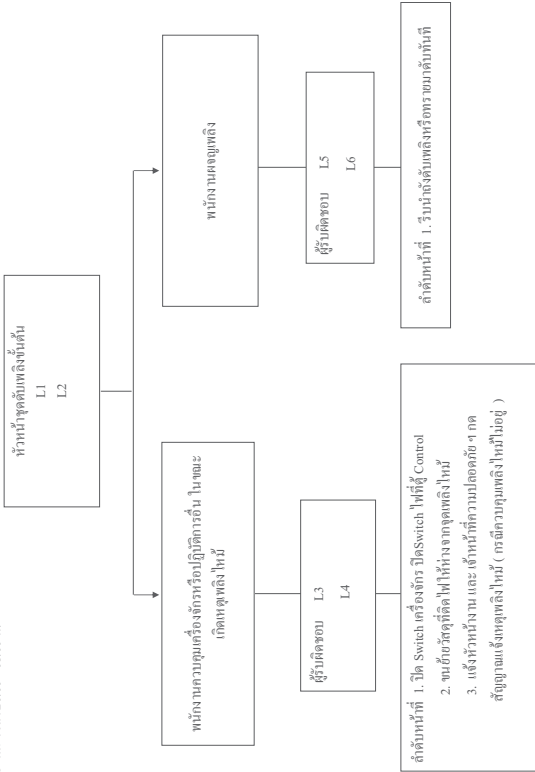 หัวหน้าชุดดับเพลิงขั้นต้น
L1
L2
พนักงานควบคุมเครื่องจักรหรือปฏิบัติการอื่น ในขณะ
เกิดเหตุเพลิงไหม้
ผู้รับผิดชอบ L3
L4
ลำดับหน้าที่ 1. ปิด Switch เครื่องจักร ปิดSwitch ไฟที่ตู้ Control
2. ขนย้ายวัสดุที่ติดไฟให้ห่างจากจุดเพลิงไหม้
3. แจ้งหัวหน้างาน และ เจ้าหน้าที่ความปลอดภัย ฯ กด
สัญญาณแจ้งเหตุเพลิงไหม้ ( กรณีควบคุมเพลิงไหม้ไม่อยู่ )
พนักงานผจญเพลิง
ผู้รับผิดชอบ L5
L6
ลำดับหน้าที่ 1. รีบนำถังดับเพลิงหรือทรายมาดับทันที